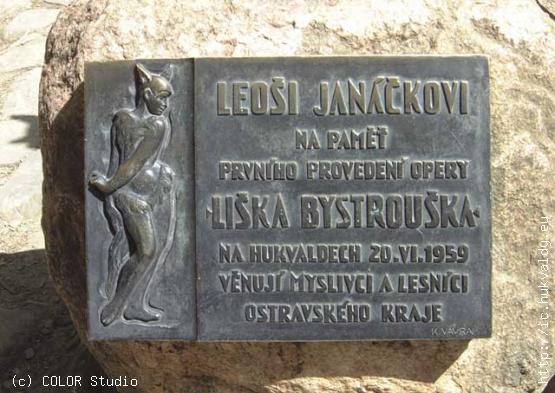 LEOŠI JANÁČKOVI
NA PAMĚŤ
PRVNÍHO PROVEDENÍ OPERY
·LIŠKA BYSTROUŠKA·
NA HUKVALDECH 20.VI.1959
VĚNUJÍ MYSLIVCI A LESNÍCI
OSTRAVSKÉHO KRAJE
K.VÁVRA
(c) COLOR Studio
http://ic.hukvaldy.eu